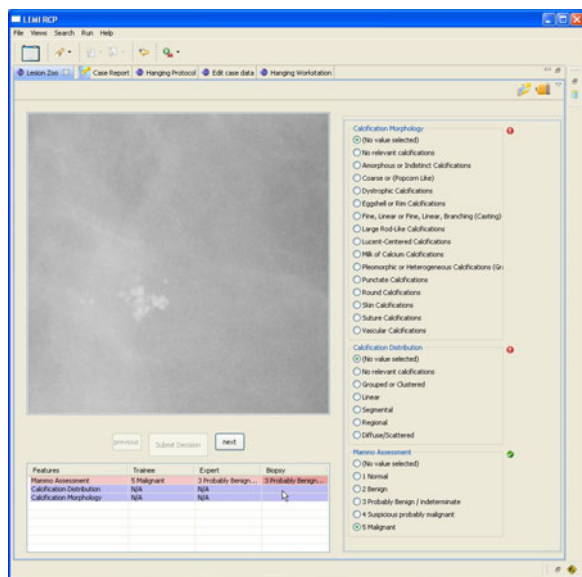 LEMI RCP
File Views Search Run Help
Lesion Zoo Case Report Hanging Protocol Edit case data Hanging Workstation
Calcification Morphology
(No value selected)
No relevant calcifications
Amorphous or Indistinct Calcifications
Coarse or (Popcorn Like)
Dystrophic Calcifications
Eggshell or Rim Calcifications
Fine, Linear or Fine, Linear, Branching (Casting)
Large Rod-Like Calcifications
Lucent-Centered Calcifications
Milk of Calcium Calcifications
Pleomorphic or Heterogeneous Calcifications (Gra
Punctate Calcifications
Round Calcifications
Skin Calcifications
Suture Calcifications
Vascular Calcifications
Calcification Distribution
(No value selected)
No relevant calcifications
Grouped or Clustered
Linear
Segmental
Regional
Diffuse/Scattered
Mammo Assessment
(No value selected)
1 Normal
2 Benign
3 Probably Benign / indeterminate
4 Suspicious probably malignant
5 Malignant
previous Submit Decision next
Features Trainee Expert Biopsy
Mammo Assessment 5 Malignant 3 Probably Benign... 3 Probably Benign...
Calcification Distribution N/A N/A
Calcification Morphology N/A N/A